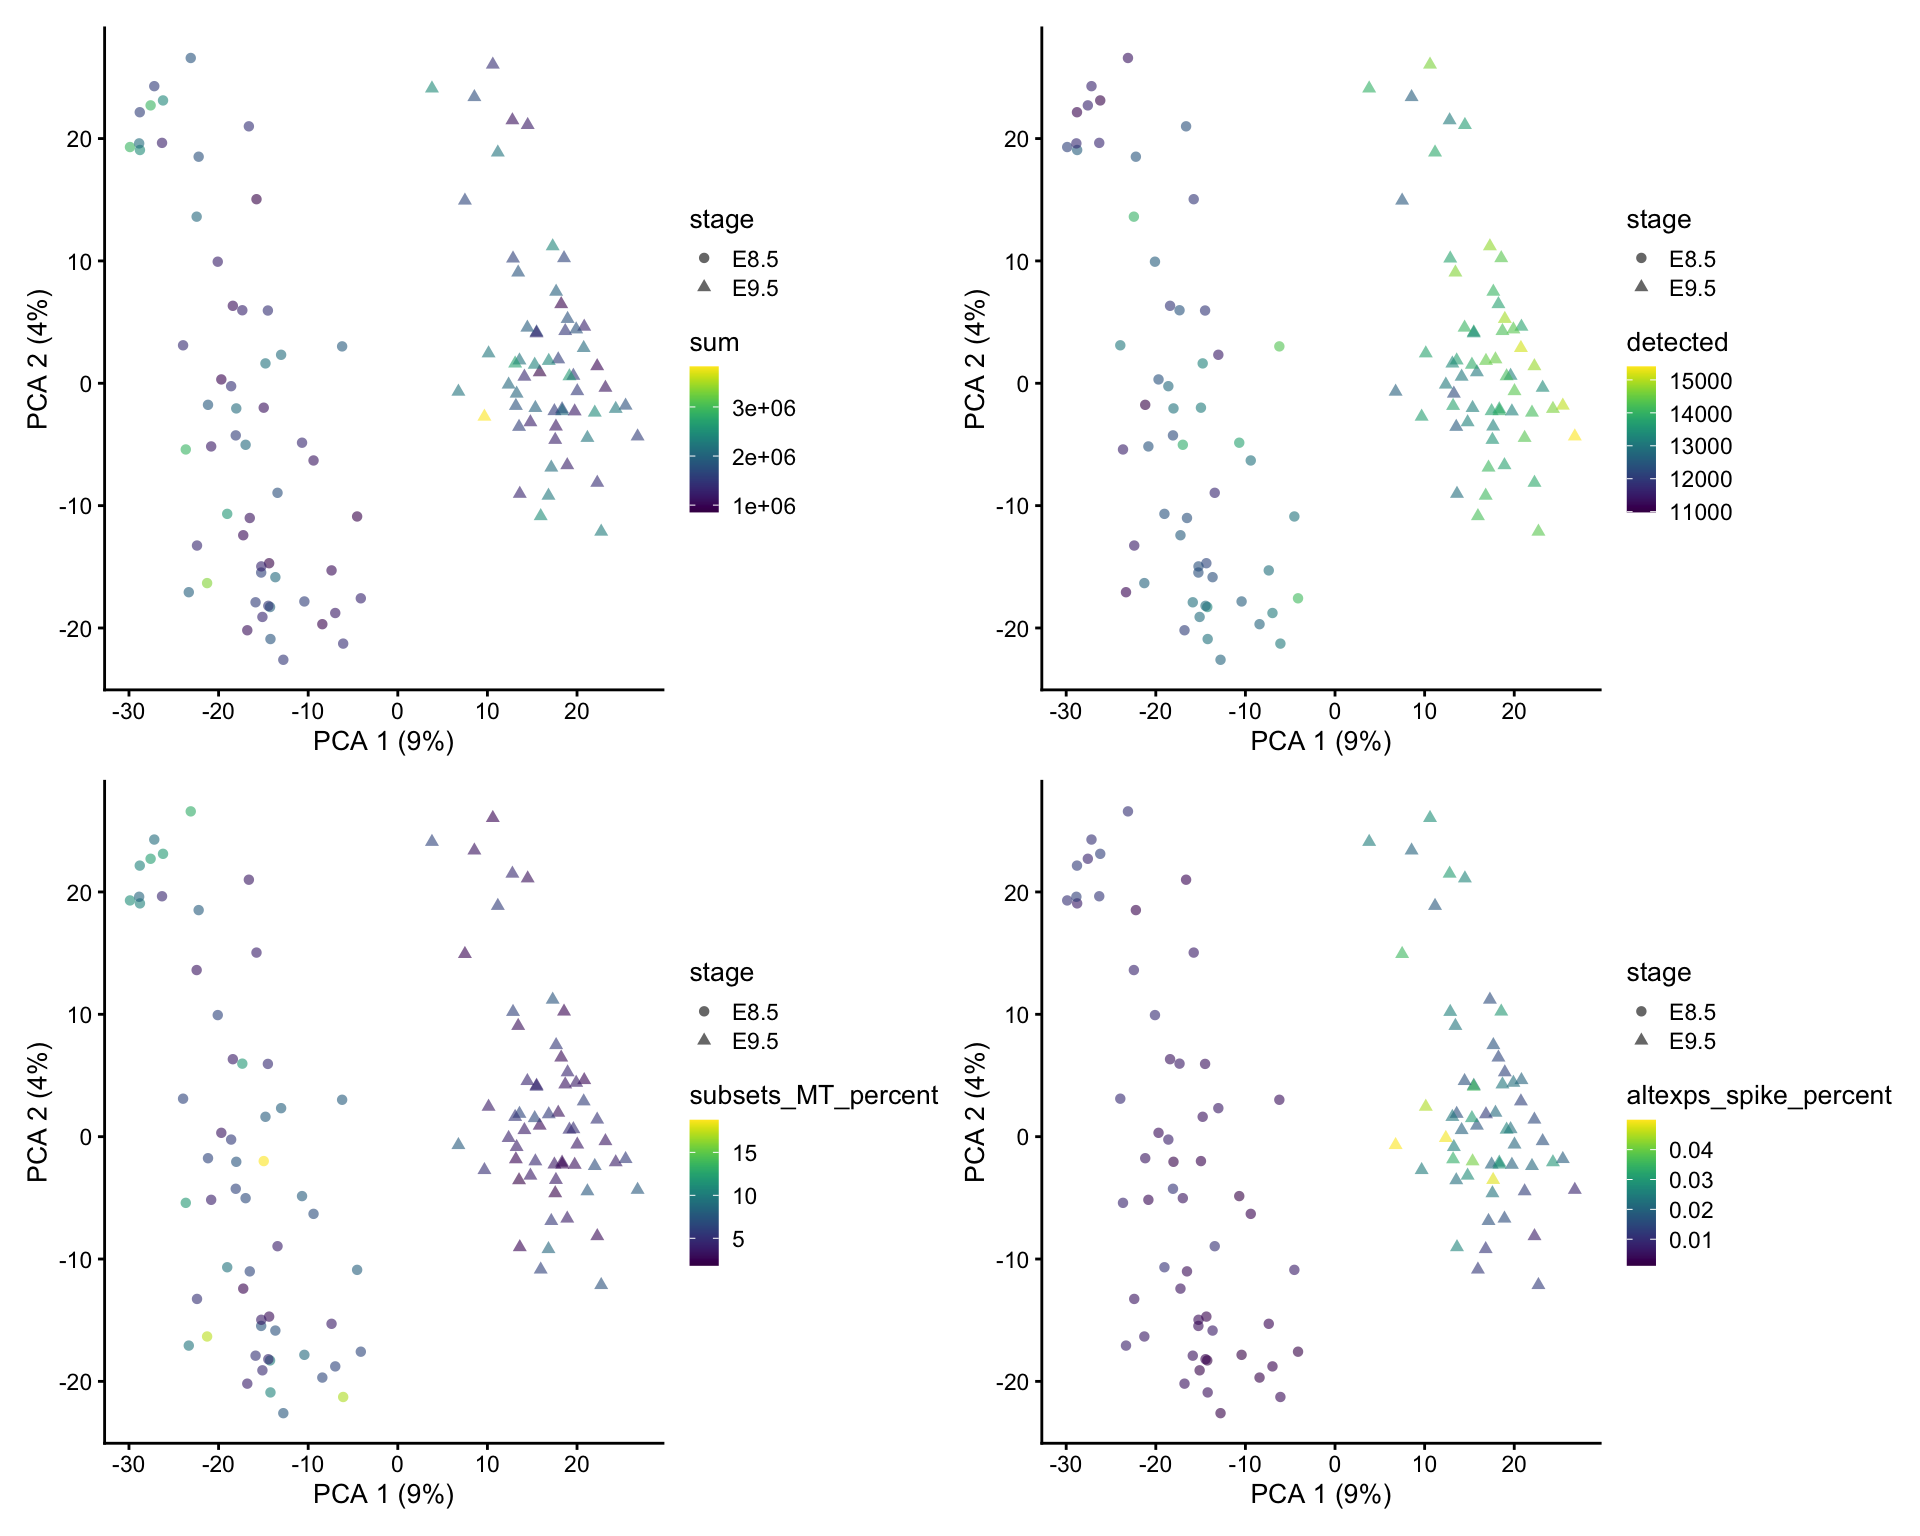 20
10
0
-10
-20
PCA 2 (4%)
-30 -20 -10 0 10 20
PCA 1 (9%)
stage
E8.5
E9.5
sum
3e+06
2e+06
1e+06
20
10
0
-10
-20
PCA 2 (4%)
-30 -20 -10 0 10 20
PCA 1 (9%)
stage
E8.5
E9.5
detected
15000
14000
13000
12000
11000
20
10
0
-10
-20
PCA 2 (4%)
-30 -20 -10 0 10 20
PCA 1 (9%)
stage
E8.5
E9.5
subsets_MT_percent
15
10
5
20
10
0
-10
-20
PCA 2 (4%)
-30 -20 -10 0 10 20
PCA 1 (9%)
stage
E8.5
E9.5
altexps_spike_percent
0.04
0.03
0.02
0.01